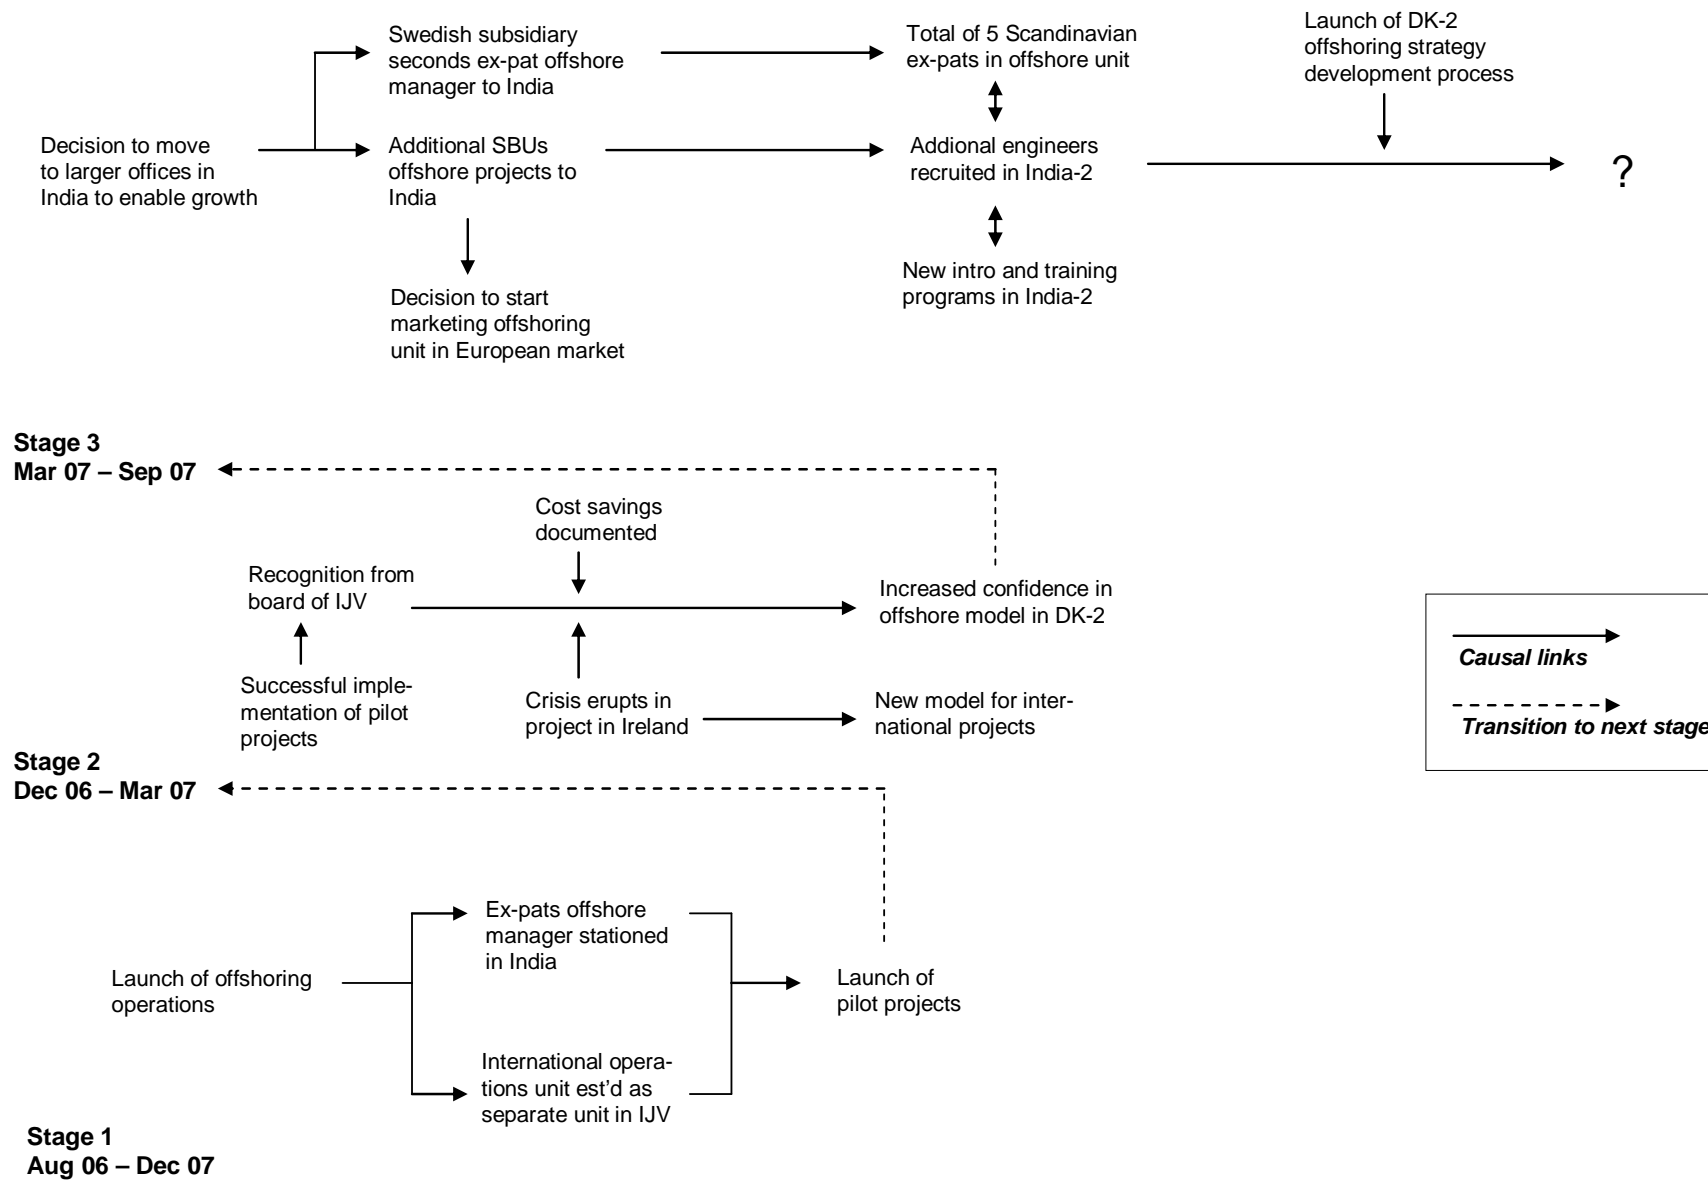 Swedish subsidiary
seconds ex-pat offshore
manager to India
Total of 5 Scandinavian
ex-pats in offshore unit
Launch of DK-2
offshoring strategy
development process
Decision to move
to larger offices in
India to enable growth
Additional SBUs
offshore projects to
India
Addional engineers
recruited in India-2
?
Decision to start
marketing offshoring
unit in European market
New intro and training
programs in India-2
Stage 3
Mar 07 – Sep 07
Cost savings
documented
Recognition from
board of IJV
Increased confidence in
offshore model in DK-2
Successful imple-
mentation of pilot
projects
Crisis erupts in
project in Ireland
New model for inter-
national projects
Causal links
Transition to next stage
Stage 2
Dec 06 – Mar 07
Ex-pats offshore
manager stationed
in India
Launch of offshoring
operations
Launch of
pilot projects
International opera-
tions unit est’d as
separate unit in IJV
Stage 1
Aug 06 – Dec 07